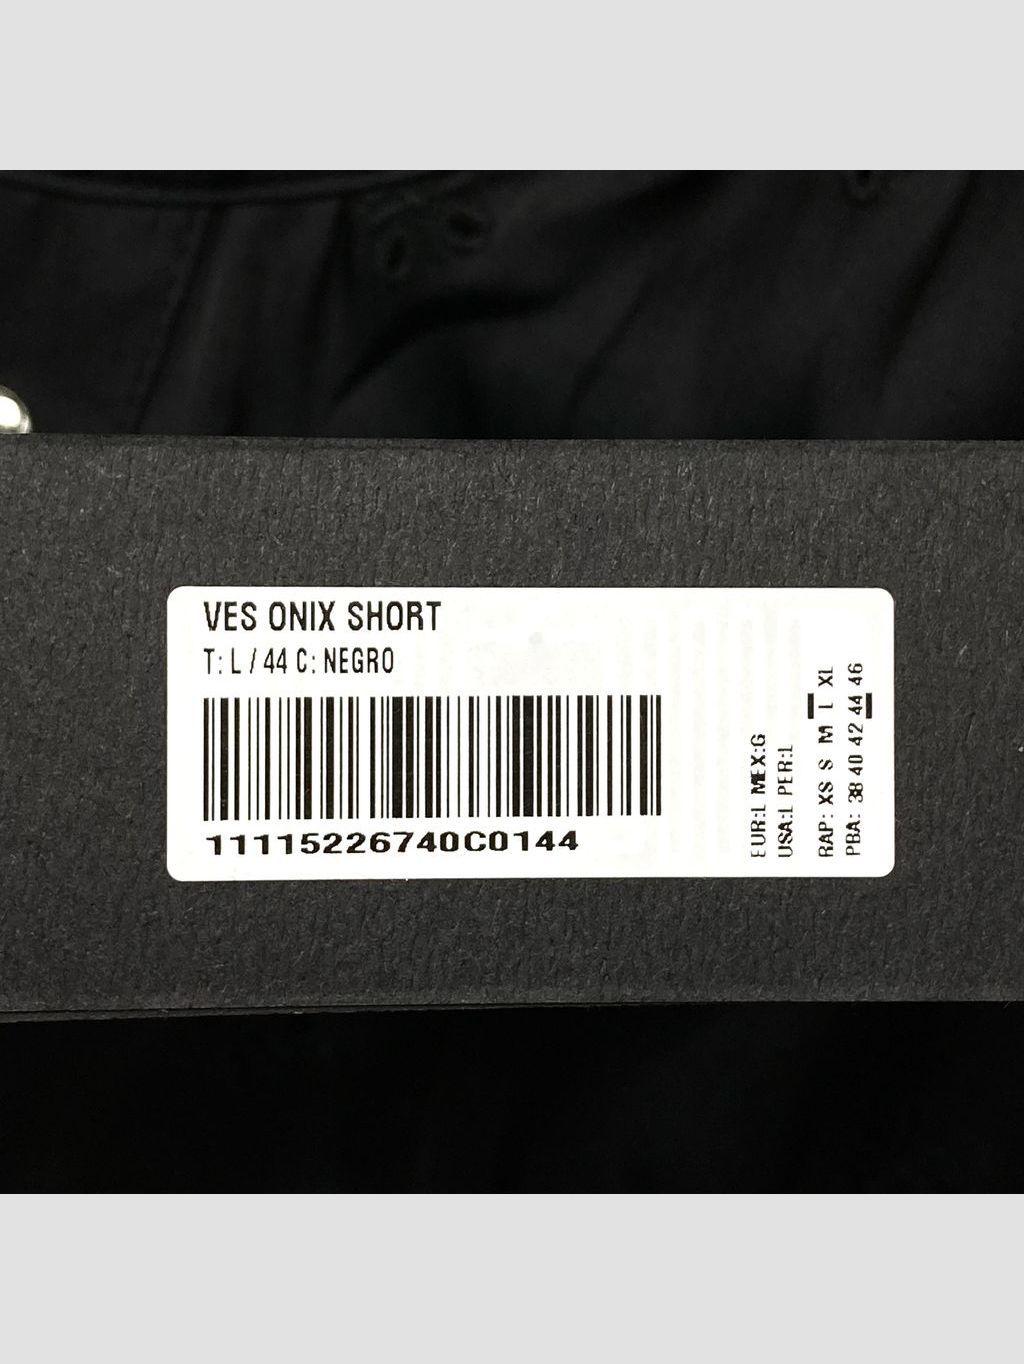 VES ONIX SHORT
T: L / 44 C: NEGRO
11115226740C0144
EUR:L MEX:G
USA:L PER:L
RAP: XS S M L XL
PBA: 38 40 42 44 46